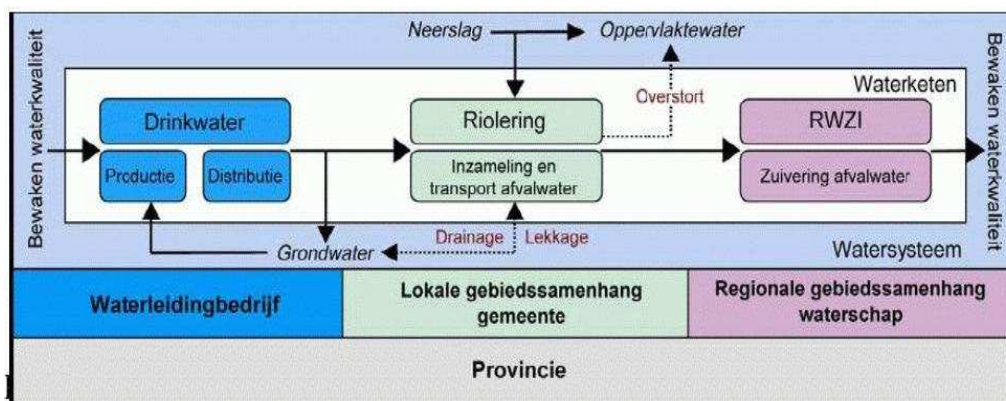 Bewaken waterkwaliteit
Neerslag
Oppervlaktewater
Bewaken waterkwaliteit
Waterketen
Overstort
Drinkwater
Productie
Distributie
Riolering
Inzameling en
transport afvalwater
RWZI
Zuivering afvalwater
Grondwater
Drainage
Lekkage
Watersysteem
Waterleidingbedrijf
Lokale gebiedssamenhang
gemeente
Regionale gebiedssamenhang
waterschap
Provincie